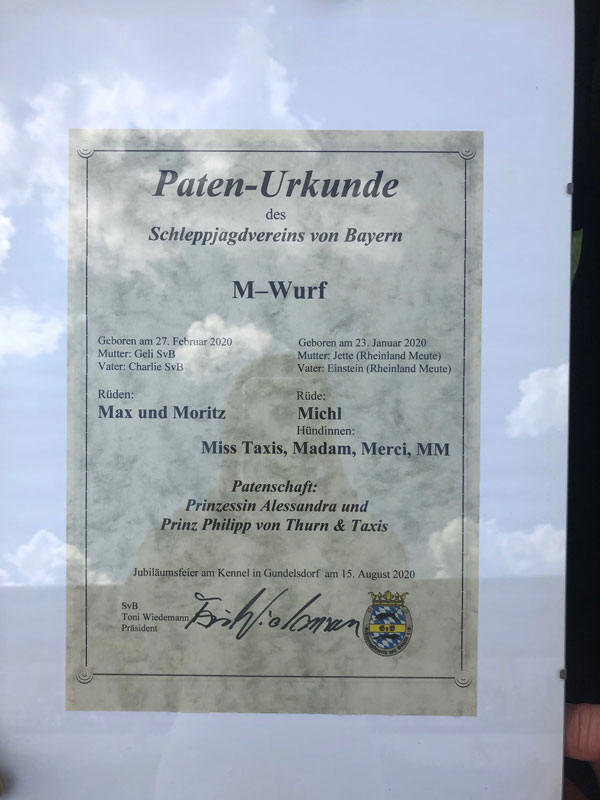 Paten-Urkunde
des
Schleppjagdvereins von Bayern
M–Wurf
Geboren am 27. Februar 2020
Mutter: Geli SvB
Vater: Charlie SvB
Geboren am 23. Januar 2020
Mutter: Jette (Rheinland Meute)
Vater: Einstein (Rheinland Meute)
Rüden:
Max und Moritz
Rüde:
Michl
Hündinnen:
Miss Taxis, Madam, Merci, MM
Patenschaft:
Prinzessin Alessandra und
Prinz Philipp von Thurn & Taxis
Jubiläumsfeier am Kennel in Gundelsdorf am 15. August 2020
SvB
Toni Wiedemann
Präsident